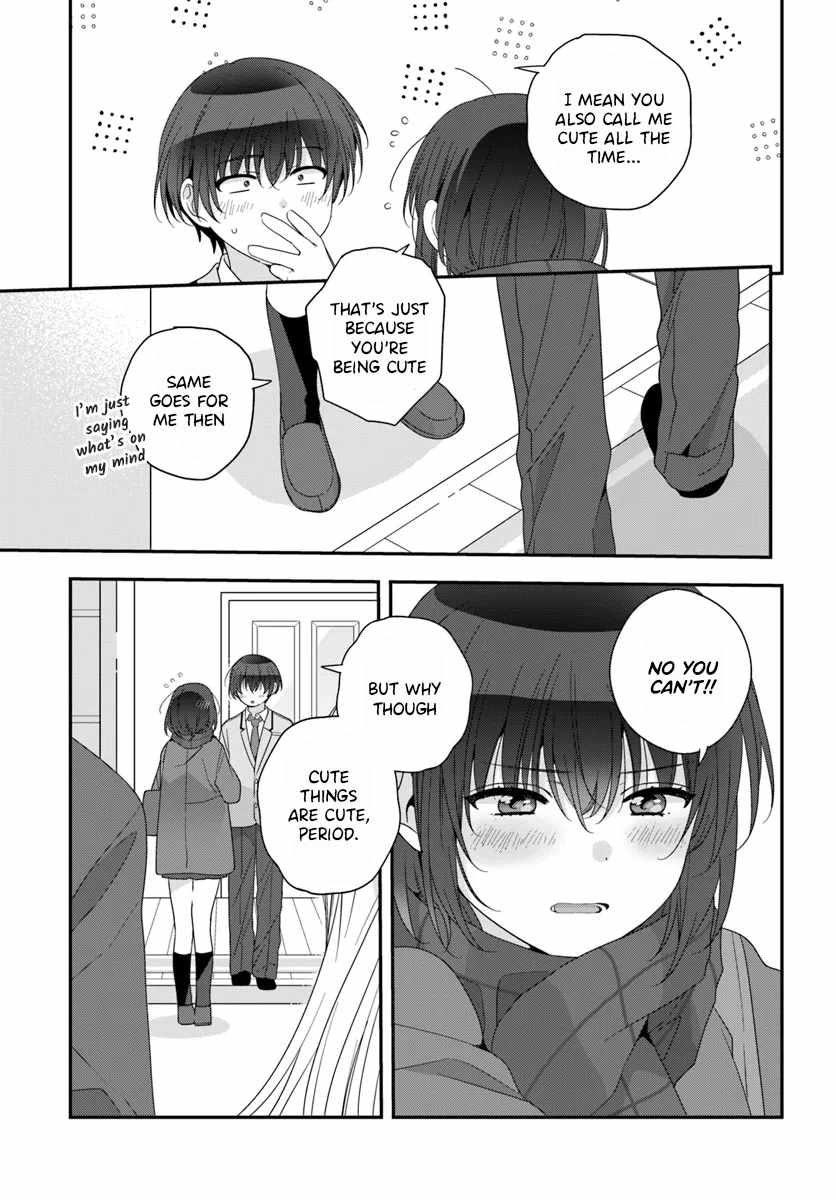 I MEAN YOU
ALSO CALL ME
CUTE ALL THE
TIME...
THAT'S JUST
BECAUSE
YOU'RE
BEING CUTE
SAME
GOES FOR
ME THEN
I'm just
saying
what's on
my mind
NO YOU
CAN'T!!
BUT WHY
THOUGH
CUTE
THINGS
ARE CUTE,
PERIOD.